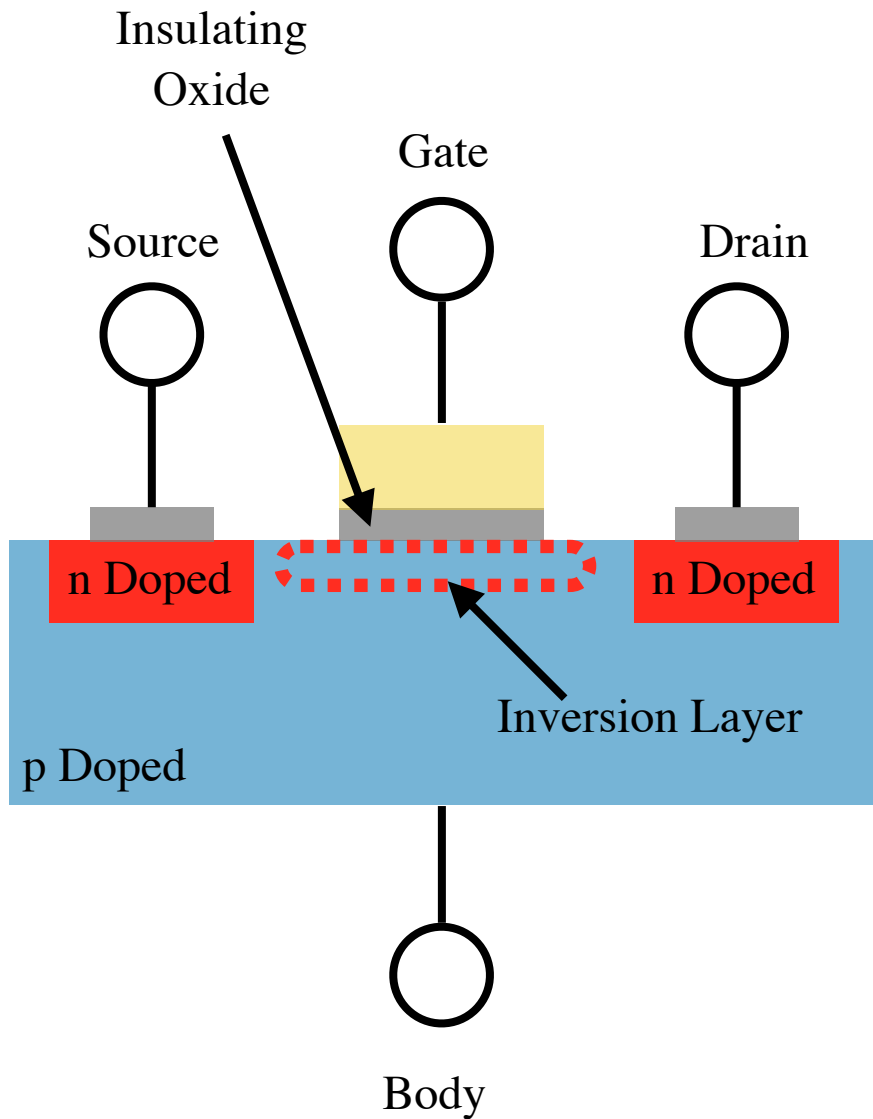 Insulating
Oxide
Gate
Source
Drain
n Doped
n Doped
Inversion Layer
p Doped
Body